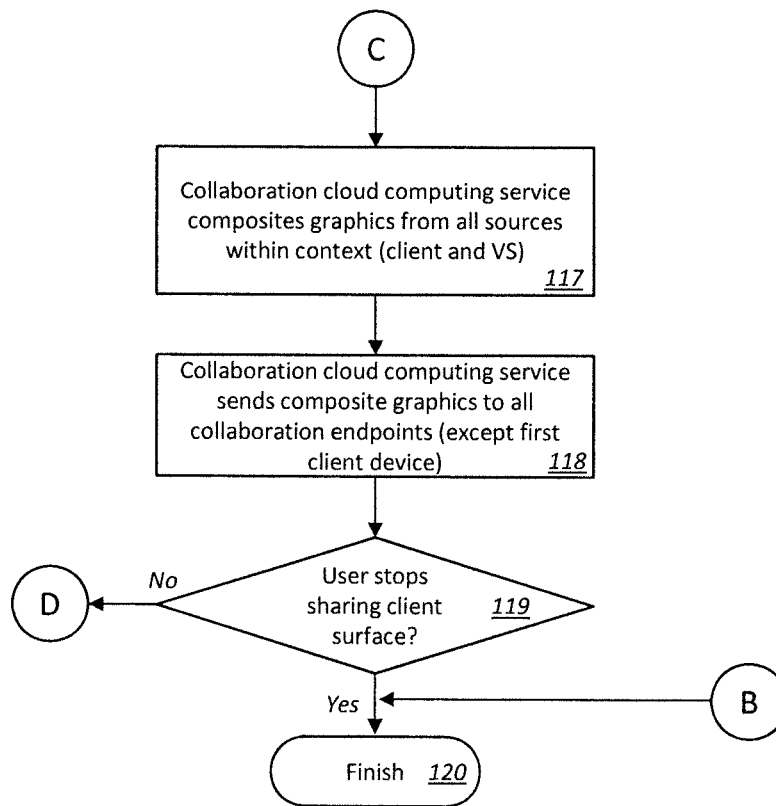 C
Collaboration cloud computing service
composites graphics from all sources
within context (client and VS)
117
Collaboration cloud computing service
sends composite graphics to all
collaboration endpoints (except first
client device)
118
No
D
User stops
sharing client
surface?
119
Yes
B
Finish 120